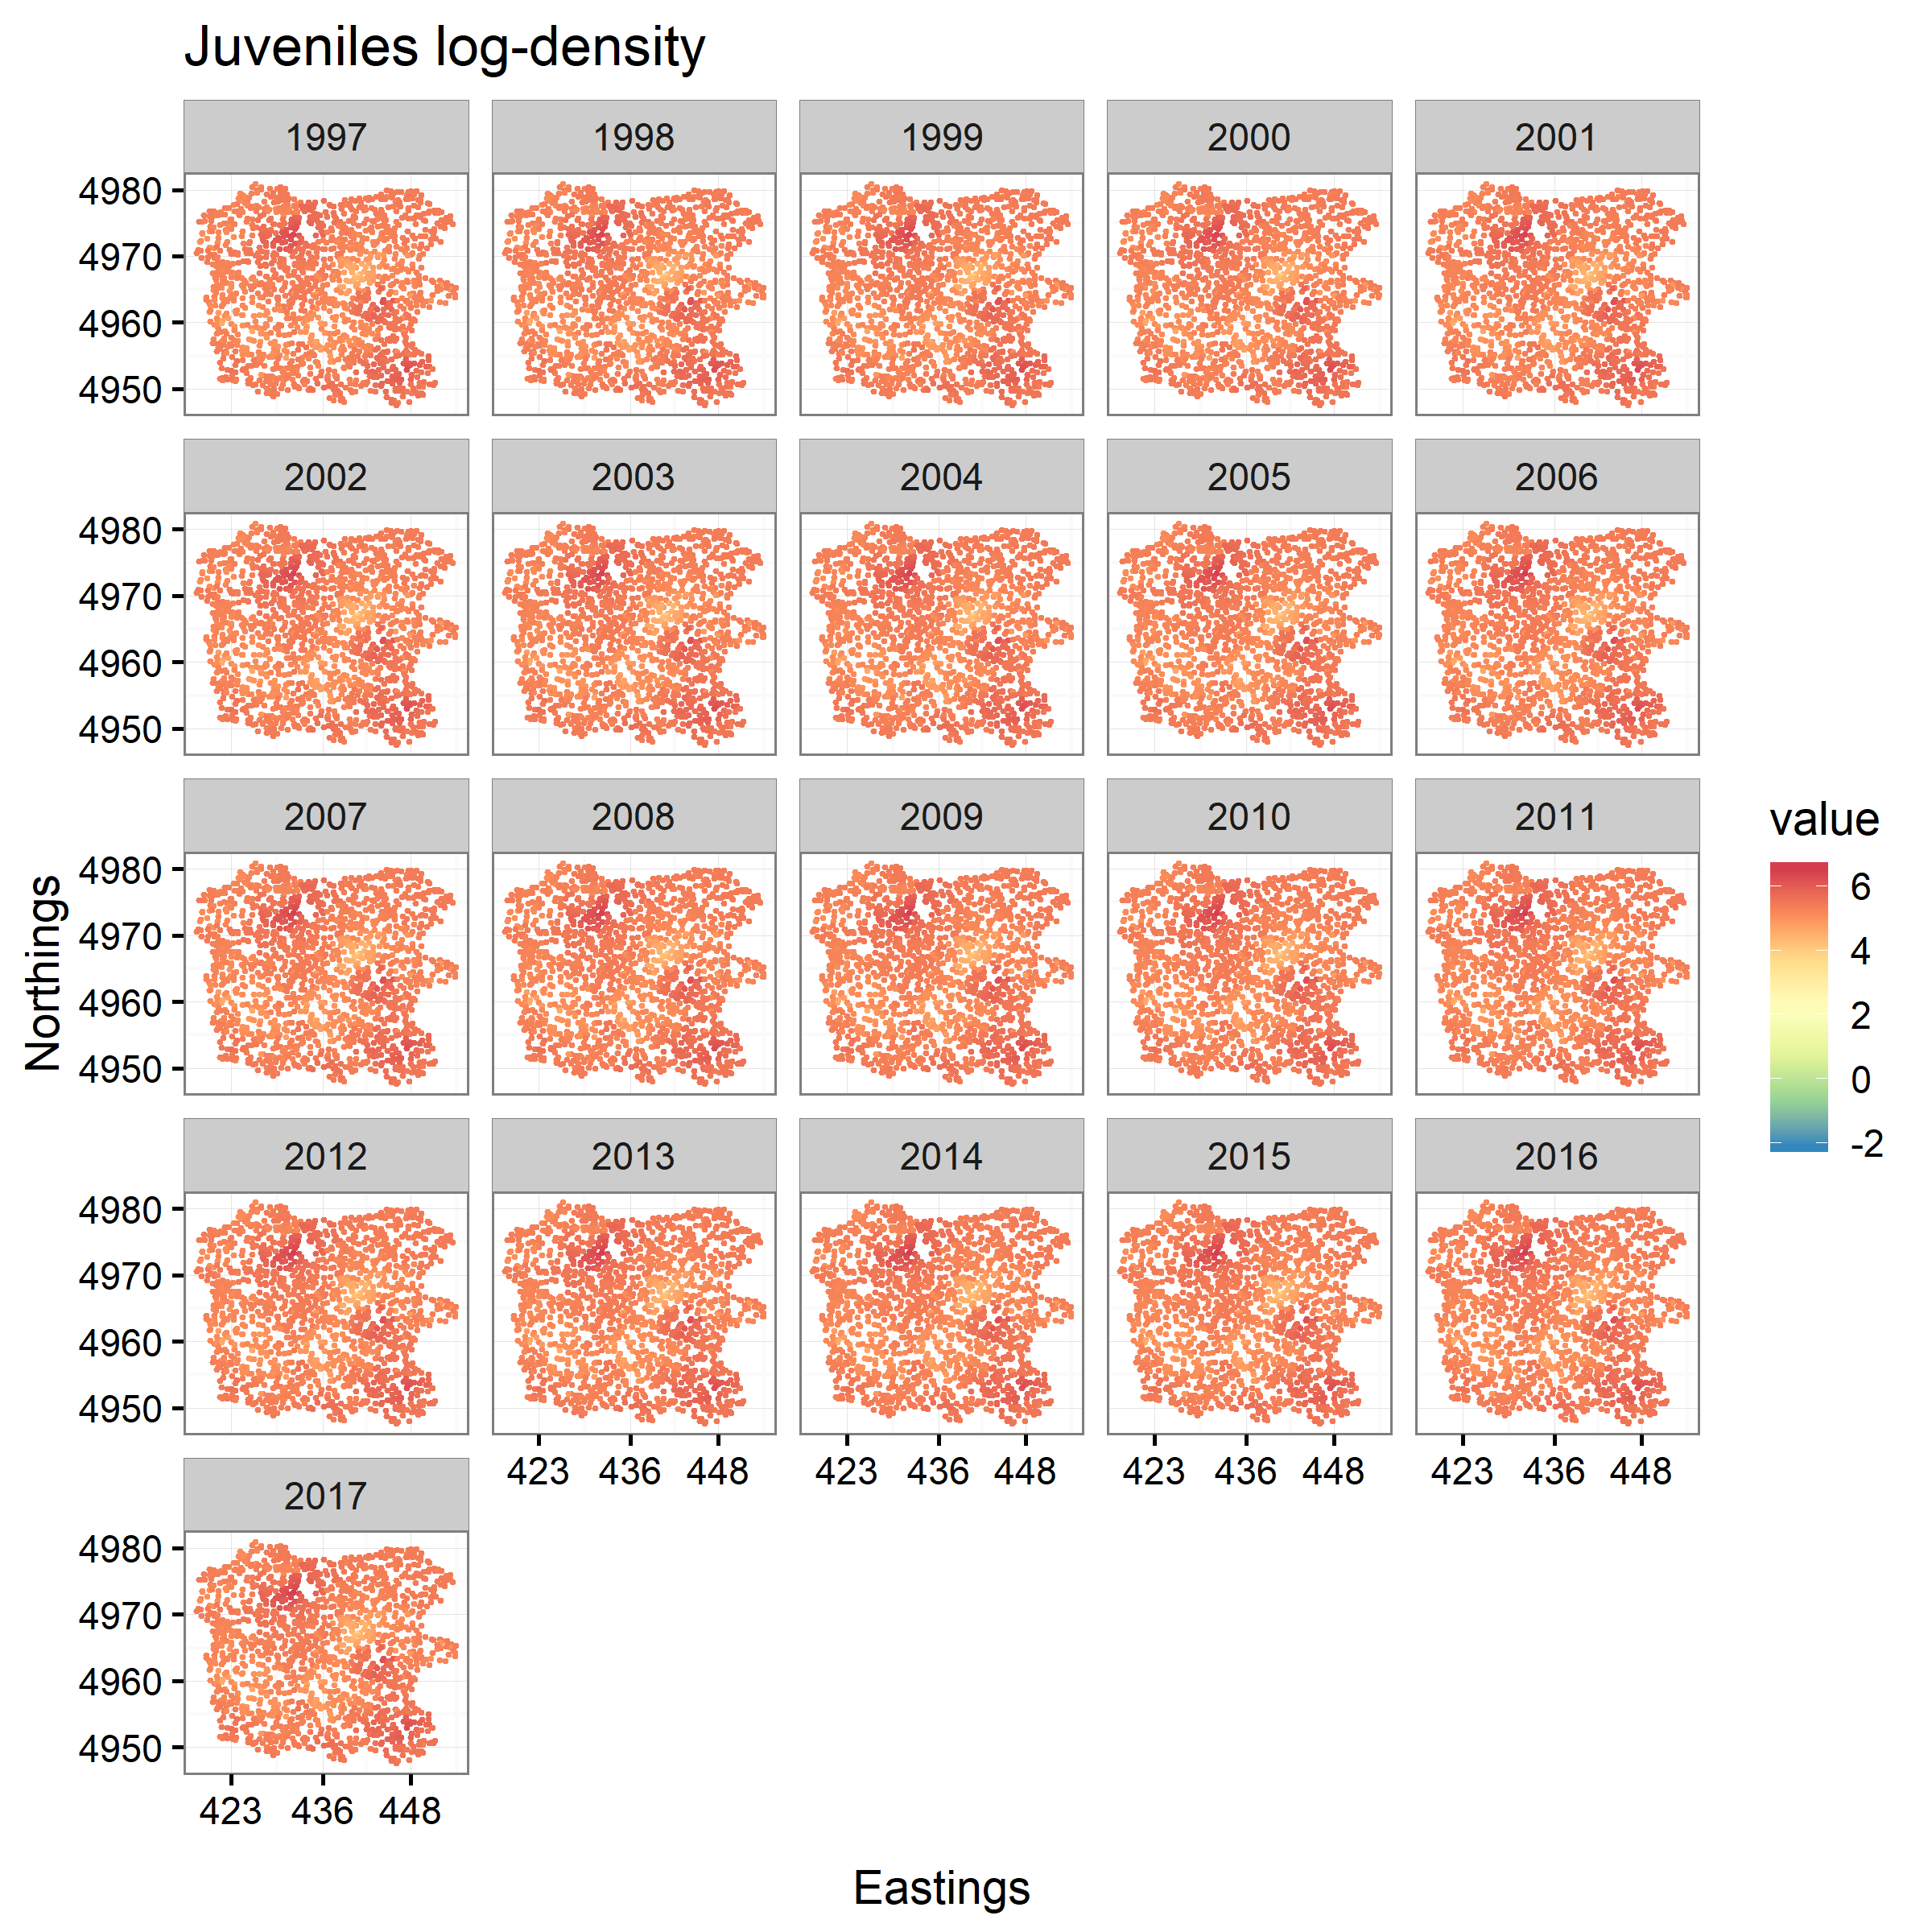 Juveniles log-density
1997 1998 1999 2000 2001
4980
4970
4960
4950
2002 2003 2004 2005 2006
4980
4970
4960
4950
2007 2008 2009 2010 2011
4980
4970
4960
4950
2012 2013 2014 2015 2016
4980
4970
4960
4950
423 436 448 423 436 448 423 436 448 423 436 448
2017
4980
4970
4960
4950
423 436 448
Eastings
Northings
value
6
4
2
0
-2